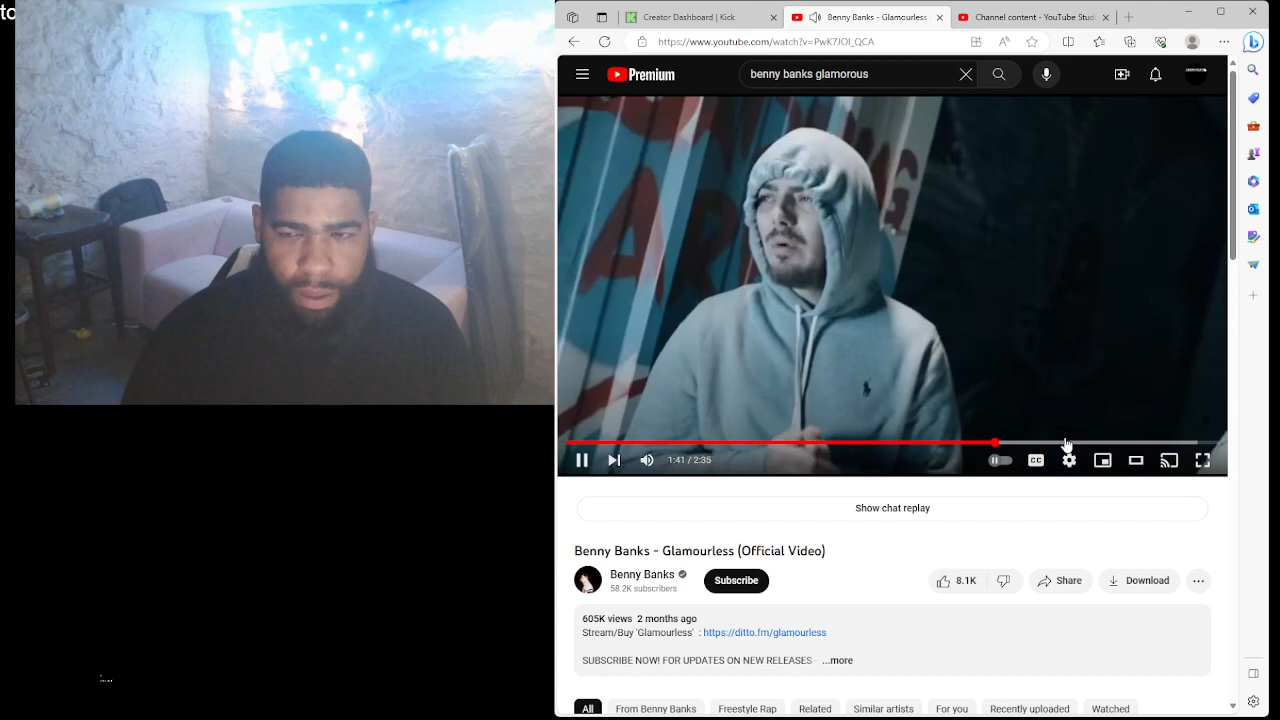 to
Creator Dashboard | Kick
Benny Banks - Glamourless
Channel content - YouTube Stud
https://www.youtube.com/watch?v=PwK7JOI_QCA
Premium
benny banks glamorous
1:41 / 2:35
CC
Show chat replay
Benny Banks - Glamourless (Official Video)
Benny Banks
58.2K subscribers
Subscribe
8.1K
Share
Download
605K views 2 months ago
Stream/Buy 'Glamourless' : https://ditto.fm/glamourless
SUBSCRIBE NOW! FOR UPDATES ON NEW RELEASES - ...more
All
From Benny Banks
Freestyle Rap
Related
Similar artists
For you
Recently uploaded
Watched